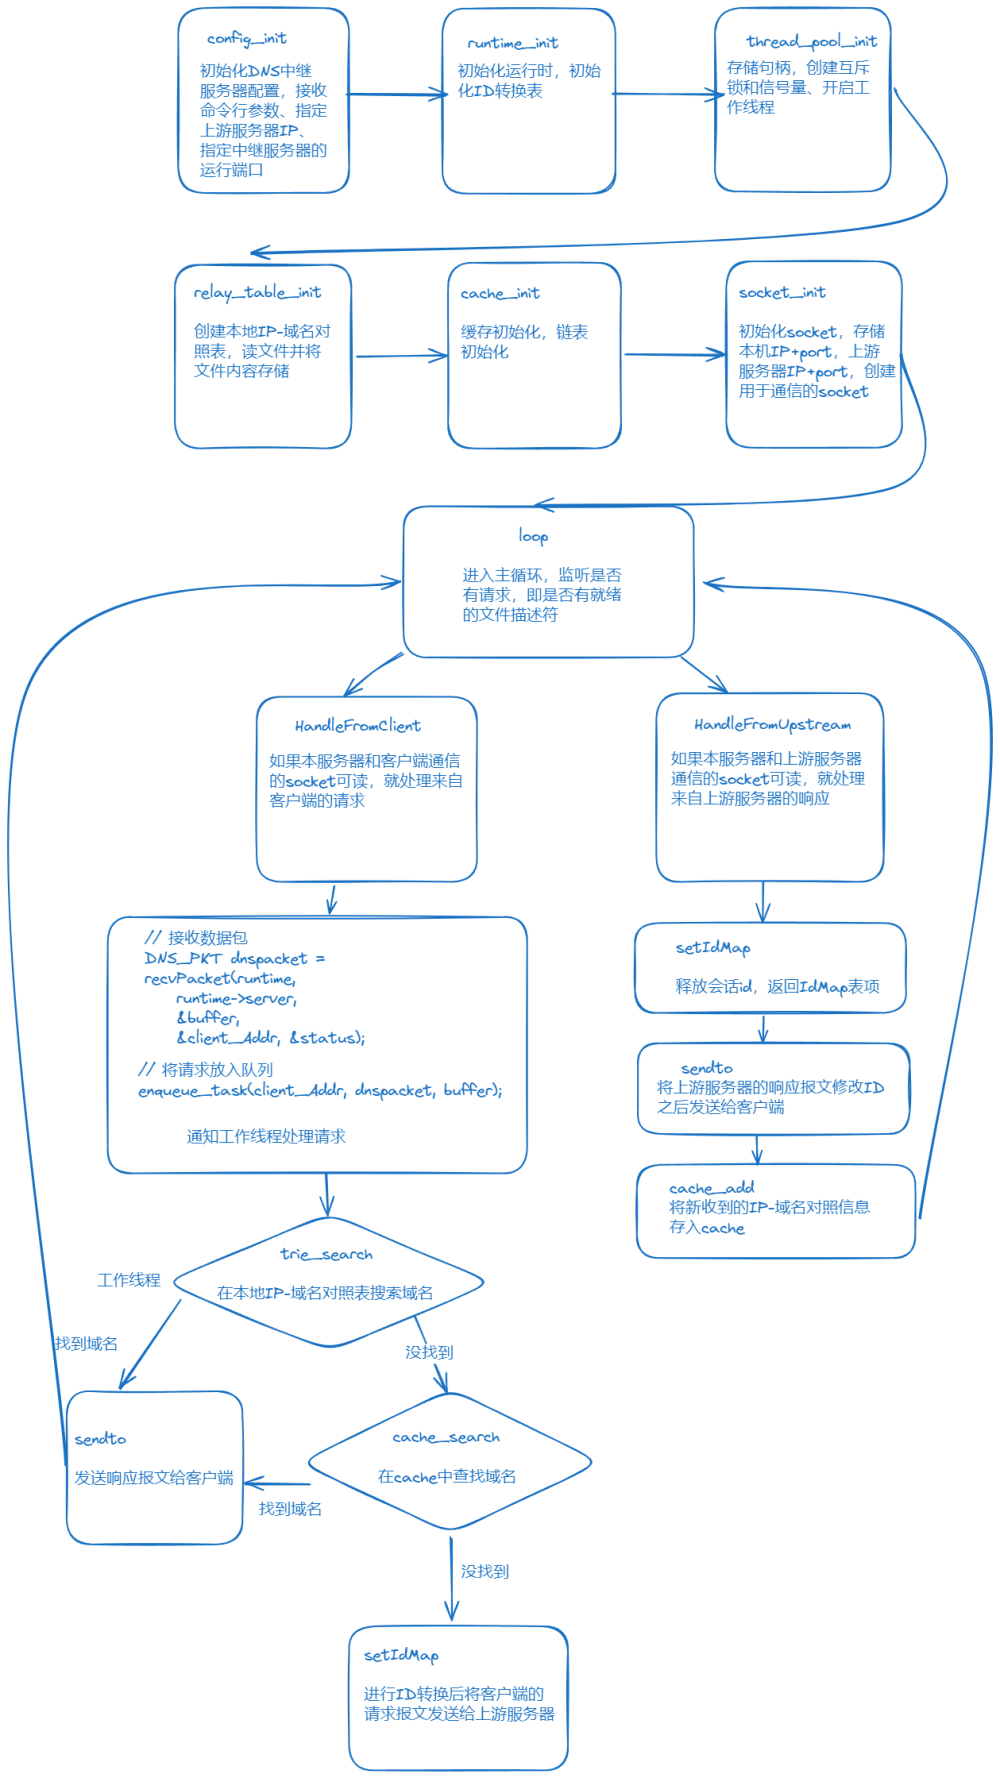 config_init
初始化DNS中继
服务器配置，接收
命令行参数、指定
上游服务器IP、
指定中继服务器的
运行端口
runtime_init
初始化运行时，初始
化ID转换表
thread_pool_init
存储句柄，创建互斥
锁和信号量、开启工
作线程
relay_table_init
创建本地IP-域名对
照表，读文件并将
文件内容存储
cache_init
缓存初始化，链表
初始化
socket_init
初始化socket，存储
本机IP+port，上游
服务器IP+port，创建
用于通信的socket
loop
进入主循环，监听是否
有请求，即是否有就绪
的文件描述符
HandleFromClient
如果本服务器和客户端通信
的socket可读，就处理来自
客户端的请求
HandleFromUpstream
如果本服务器和上游服务器
通信的socket可读，就处理
来自上游服务器的响应
// 接收数据包
DNS_PKT dnspacket =
recvPacket(runtime,
runtime->server,
&buffer,
&client_Addr, &status);
// 将请求放入队列
enqueue_task(client_Addr, dnspacket, buffer);
通知工作线程处理请求
setIdMap
释放会话id，返回IdMap表项
sendto
将上游服务器的响应报文修改ID
之后发送给客户端
cache_add
将新收到的IP-域名对照信息
存入cache
trie_search
在本地IP-域名对照表搜索域名
工作线程
找到域名
没找到
sendto
发送响应报文给客户端
cache_search
在cache中查找域名
找到域名
没找到
setIdMap
进行ID转换后将客户端的
请求报文发送给上游服务器